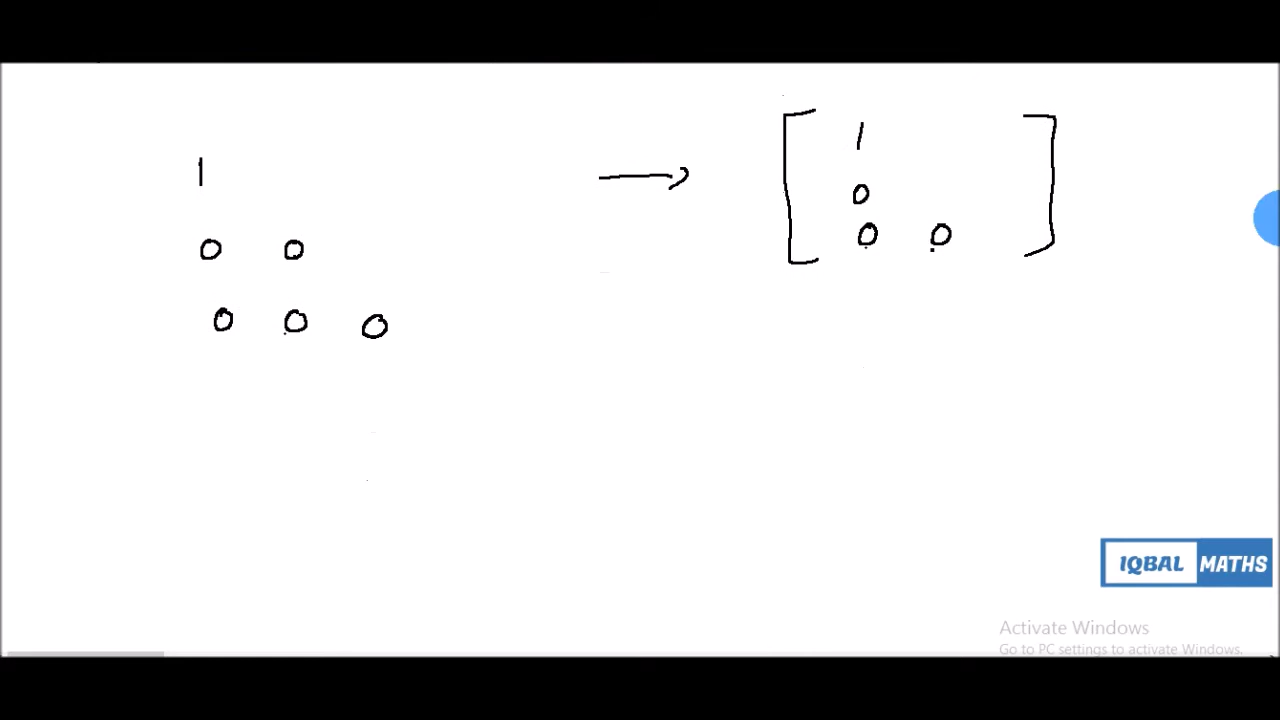 1
0 0
0 0 0
→
[ 1
0
0 0 ]
IQBAL MATHS
Activate Windows
Go to PC settings to activate Windows.